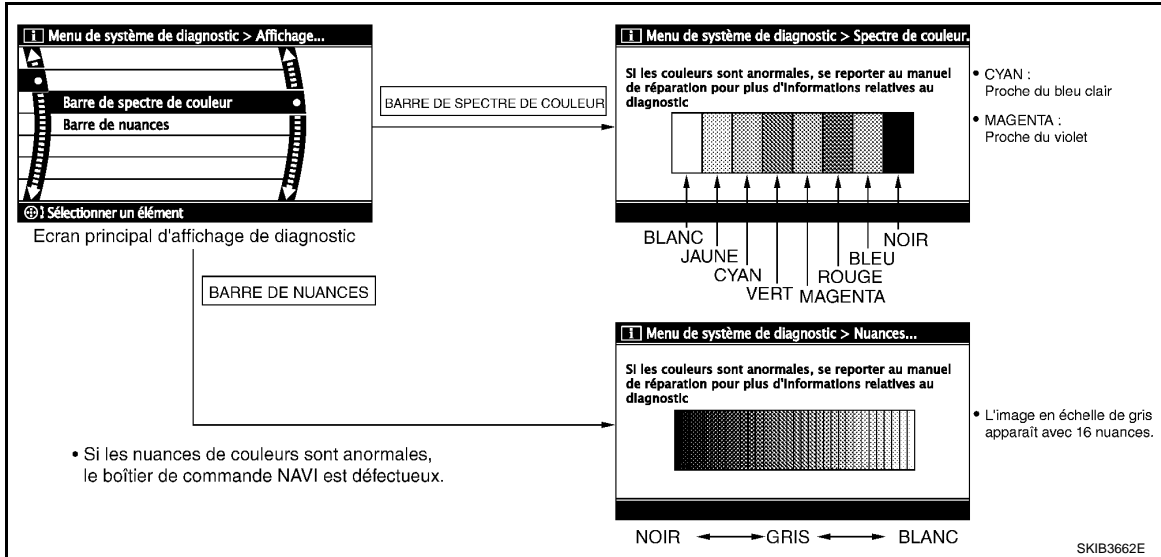 i Menu de système de diagnostic > Affichage...
Barre de spectre de couleur
Barre de nuances
Sélectionner un élément
Ecran principal d'affichage de diagnostic
BARRE DE SPECTRE DE COULEUR
i Menu de système de diagnostic > Spectre de couleur.
Si les couleurs sont anormales, se reporter au manuel
de réparation pour plus d'informations relatives au
diagnostic
BLANC
JAUNE
CYAN
VERT
MAGENTA
ROUGE
BLEU
NOIR
• CYAN :
Proche du bleu clair
• MAGENTA :
Proche du violet
BARRE DE NUANCES
• Si les nuances de couleurs sont anormales,
le boîtier de commande NAVI est défectueux.
i Menu de système de diagnostic > Nuances...
Si les couleurs sont anormales, se reporter au manuel
de réparation pour plus d'informations relatives au
diagnostic
NOIR GRIS BLANC
• L'image en échelle de gris
apparaît avec 16 nuances.
SKIB3662E